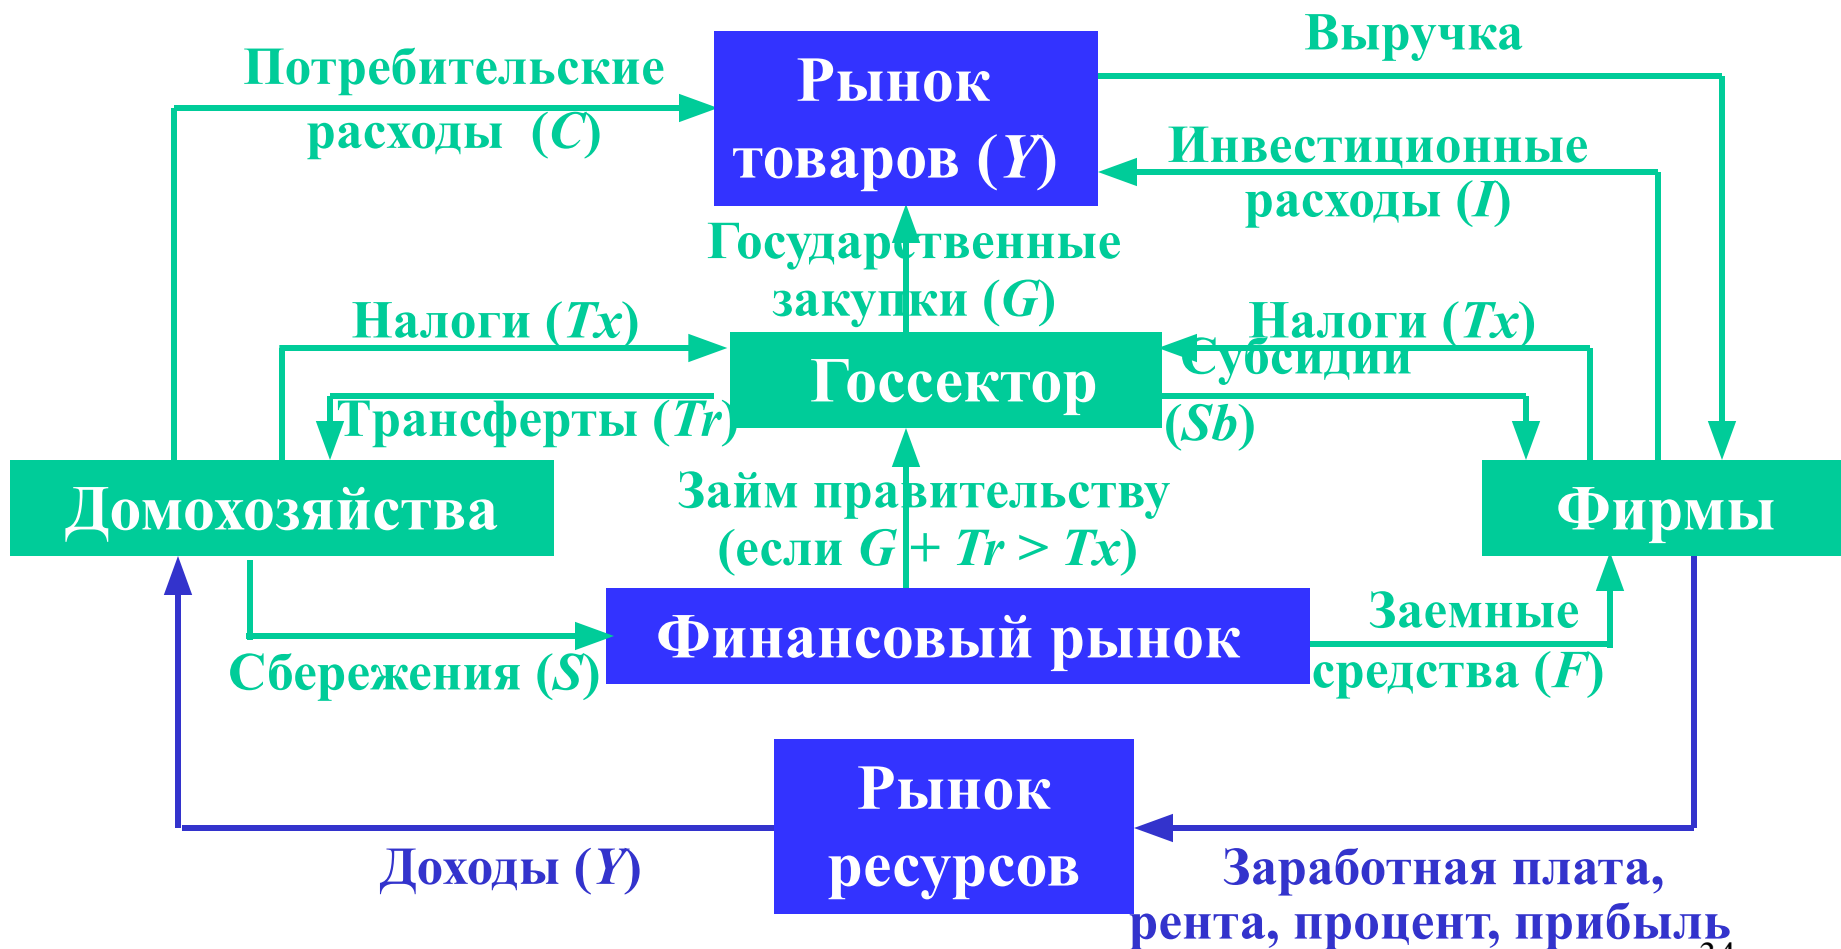 Выручка
Потребительские
расходы (C)
Рынок
товаров (Y)
Инвестиционные
расходы (I)
Государственные
закупки (G)
Налоги (Tx)
Налоги (Tx)
Субсидии
(Sb)
Госсектор
Трансферты (Tr)
Домохозяйства
Займ правительству
(если G + Tr > Tx)
Фирмы
Финансовый рынок
Заемные
средства (F)
Сбережения (S)
Рынок
ресурсов
Доходы (Y)
Заработная плата,
рента, процент, прибыль